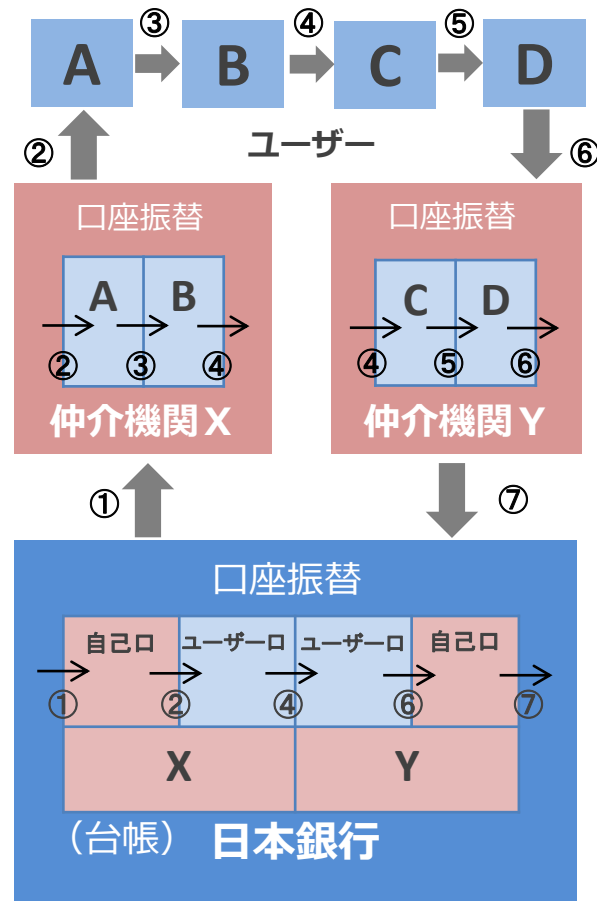 ③ ④ ⑤
A B C D
② ユーザー ⑥
口座振替 口座振替
A B C D
② ③ ④ ④ ⑤ ⑥
仲介機関X 仲介機関Y
① ⑦
口座振替
自己口 ユーザー口 ユーザー口 自己口
① ② ④ ⑥ ⑦
X Y
（台帳） 日本銀行